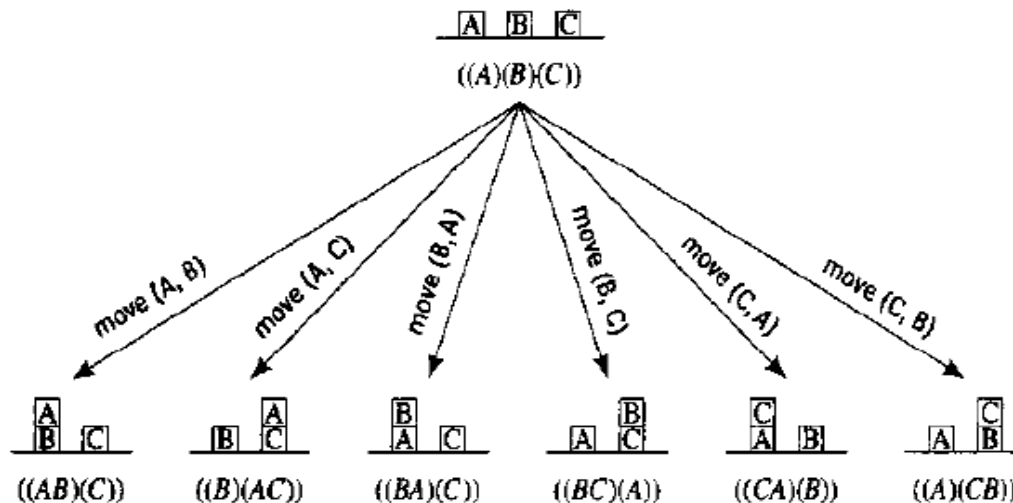 A B C
((A)(B)(C))
move (A, B)
move (A, C)
move (B, A)
move (B, C)
move (C, A)
move (C, B)
A A B B C C
B C B C A C A C A B A B
((AB)(C)) ((B)(AC)) ((BA)(C)) ((BC)(A)) ((CA)(B)) ((A)(CB))